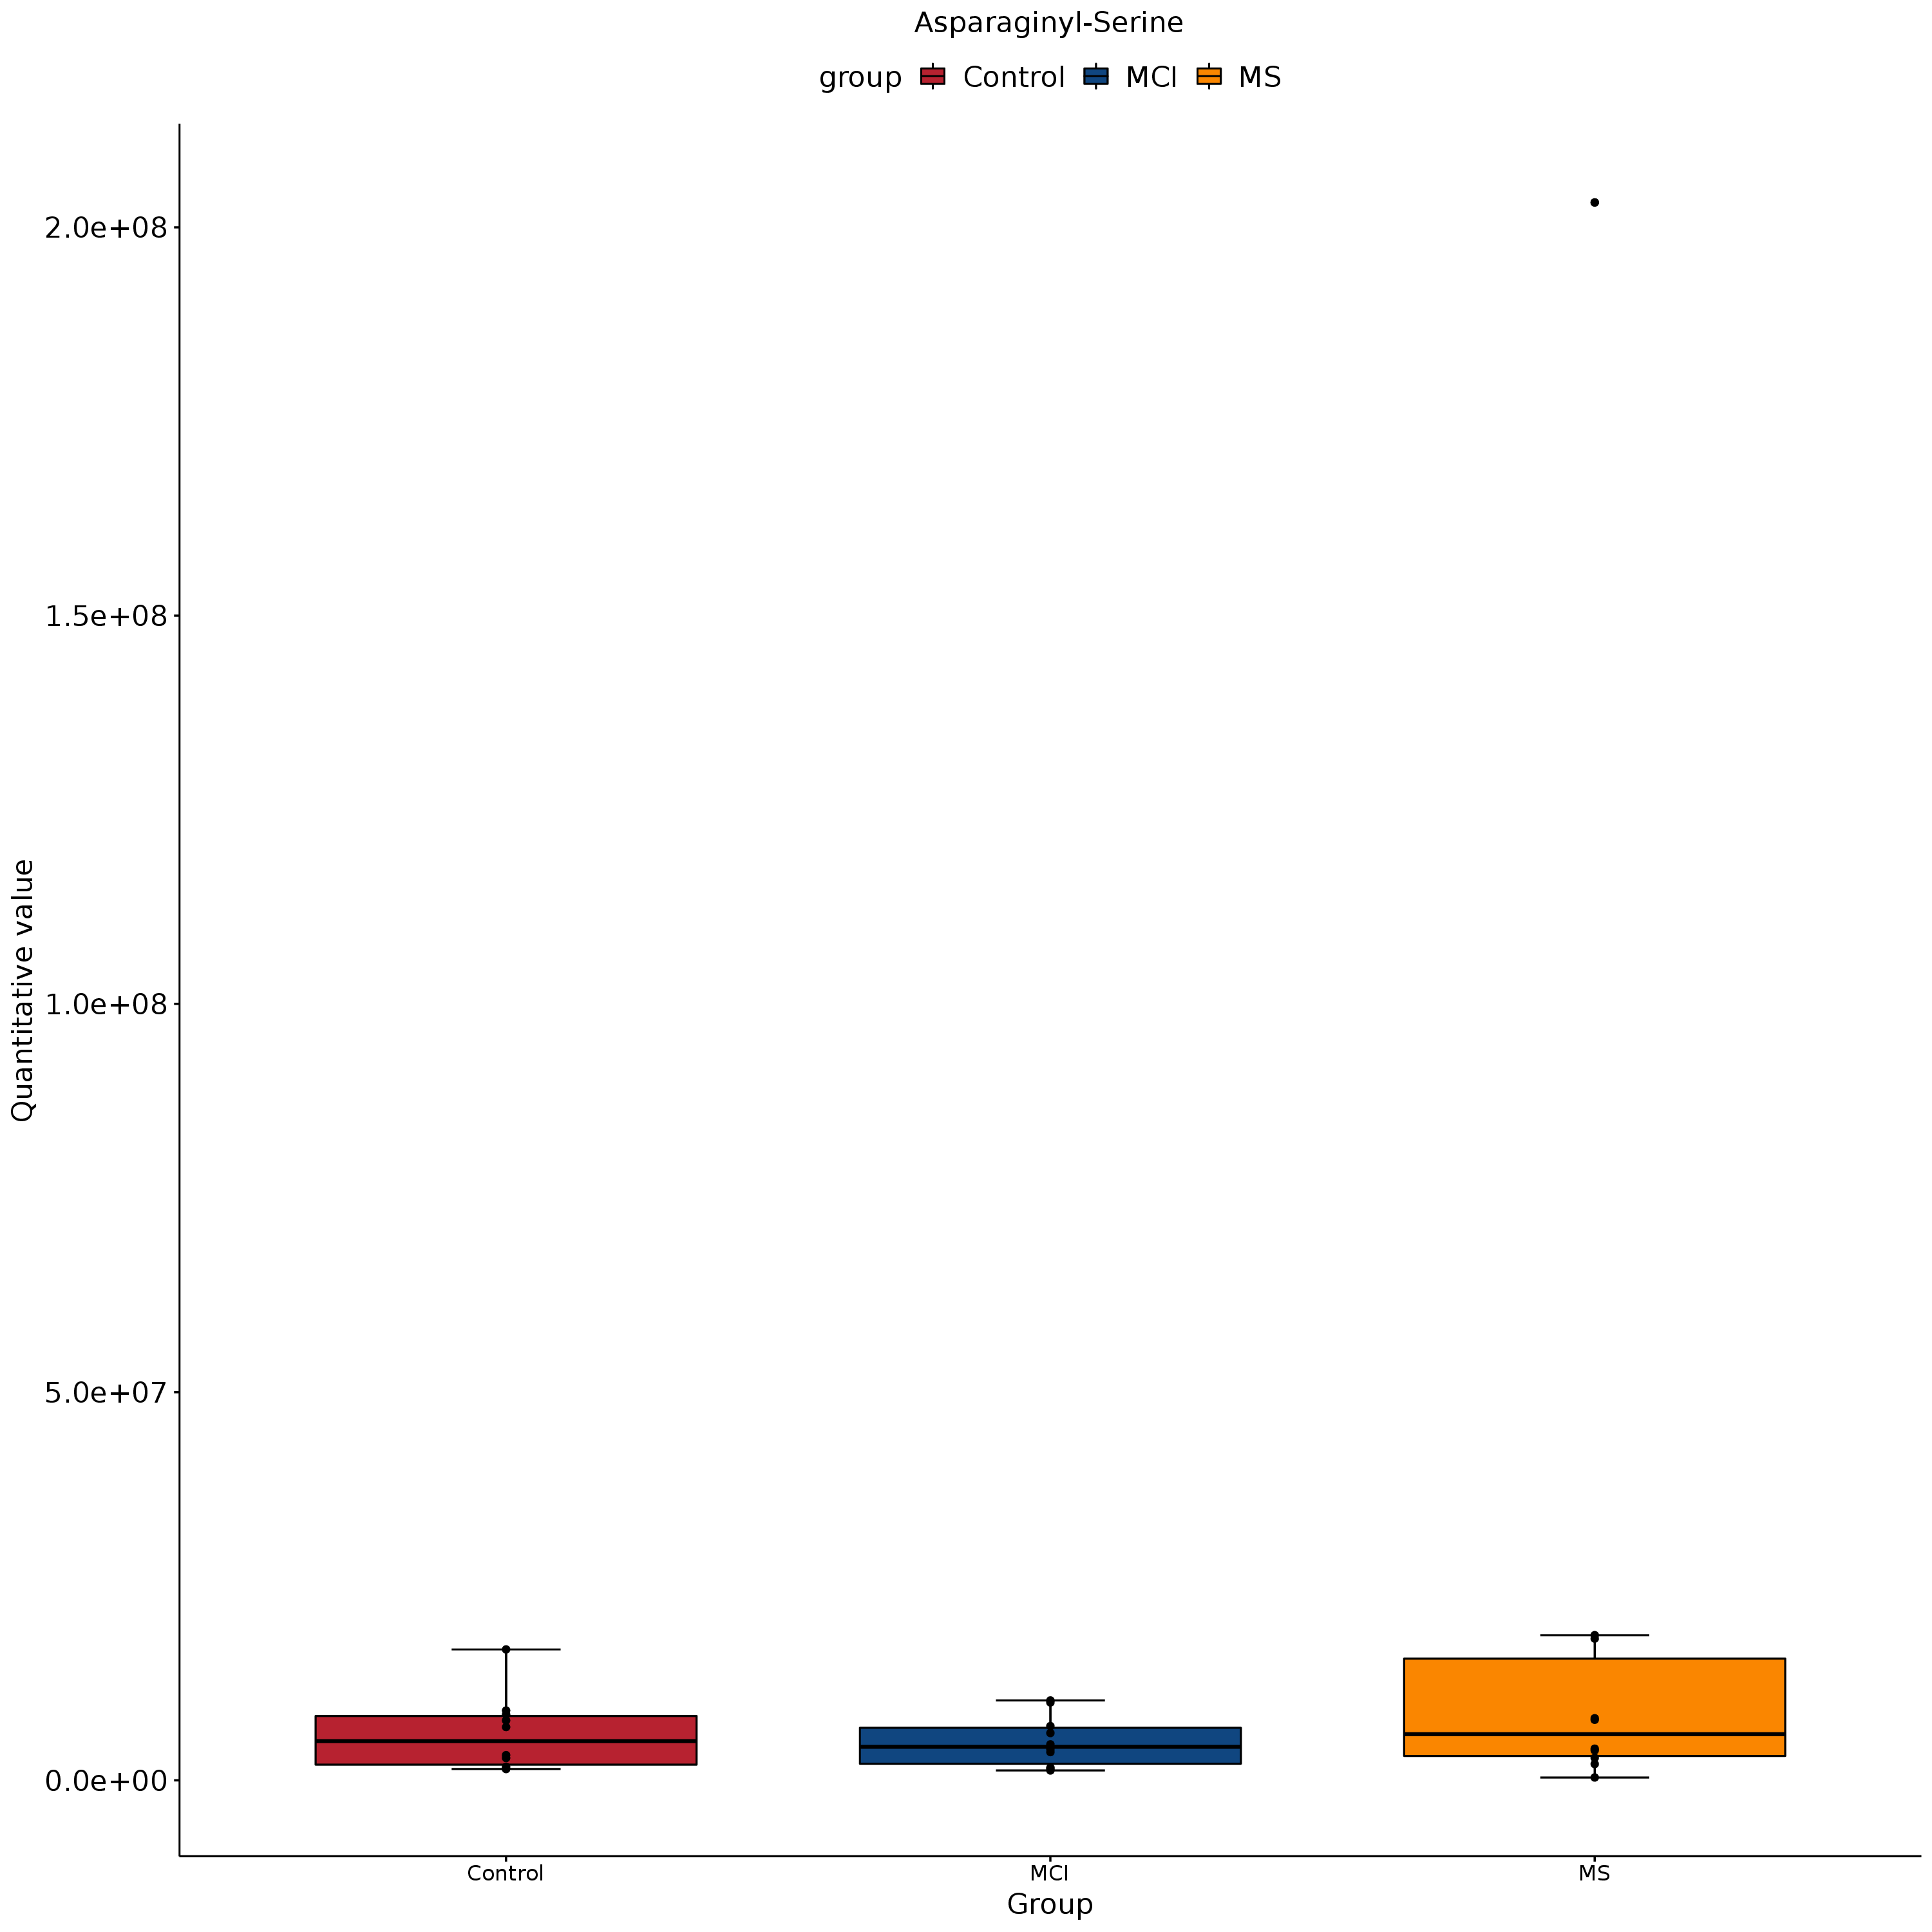 Asparaginyl-Serine
group Control MCI MS
Quantitative value
2.0e+08
1.5e+08
1.0e+08
5.0e+07
0.0e+00
Control MCI MS
Group